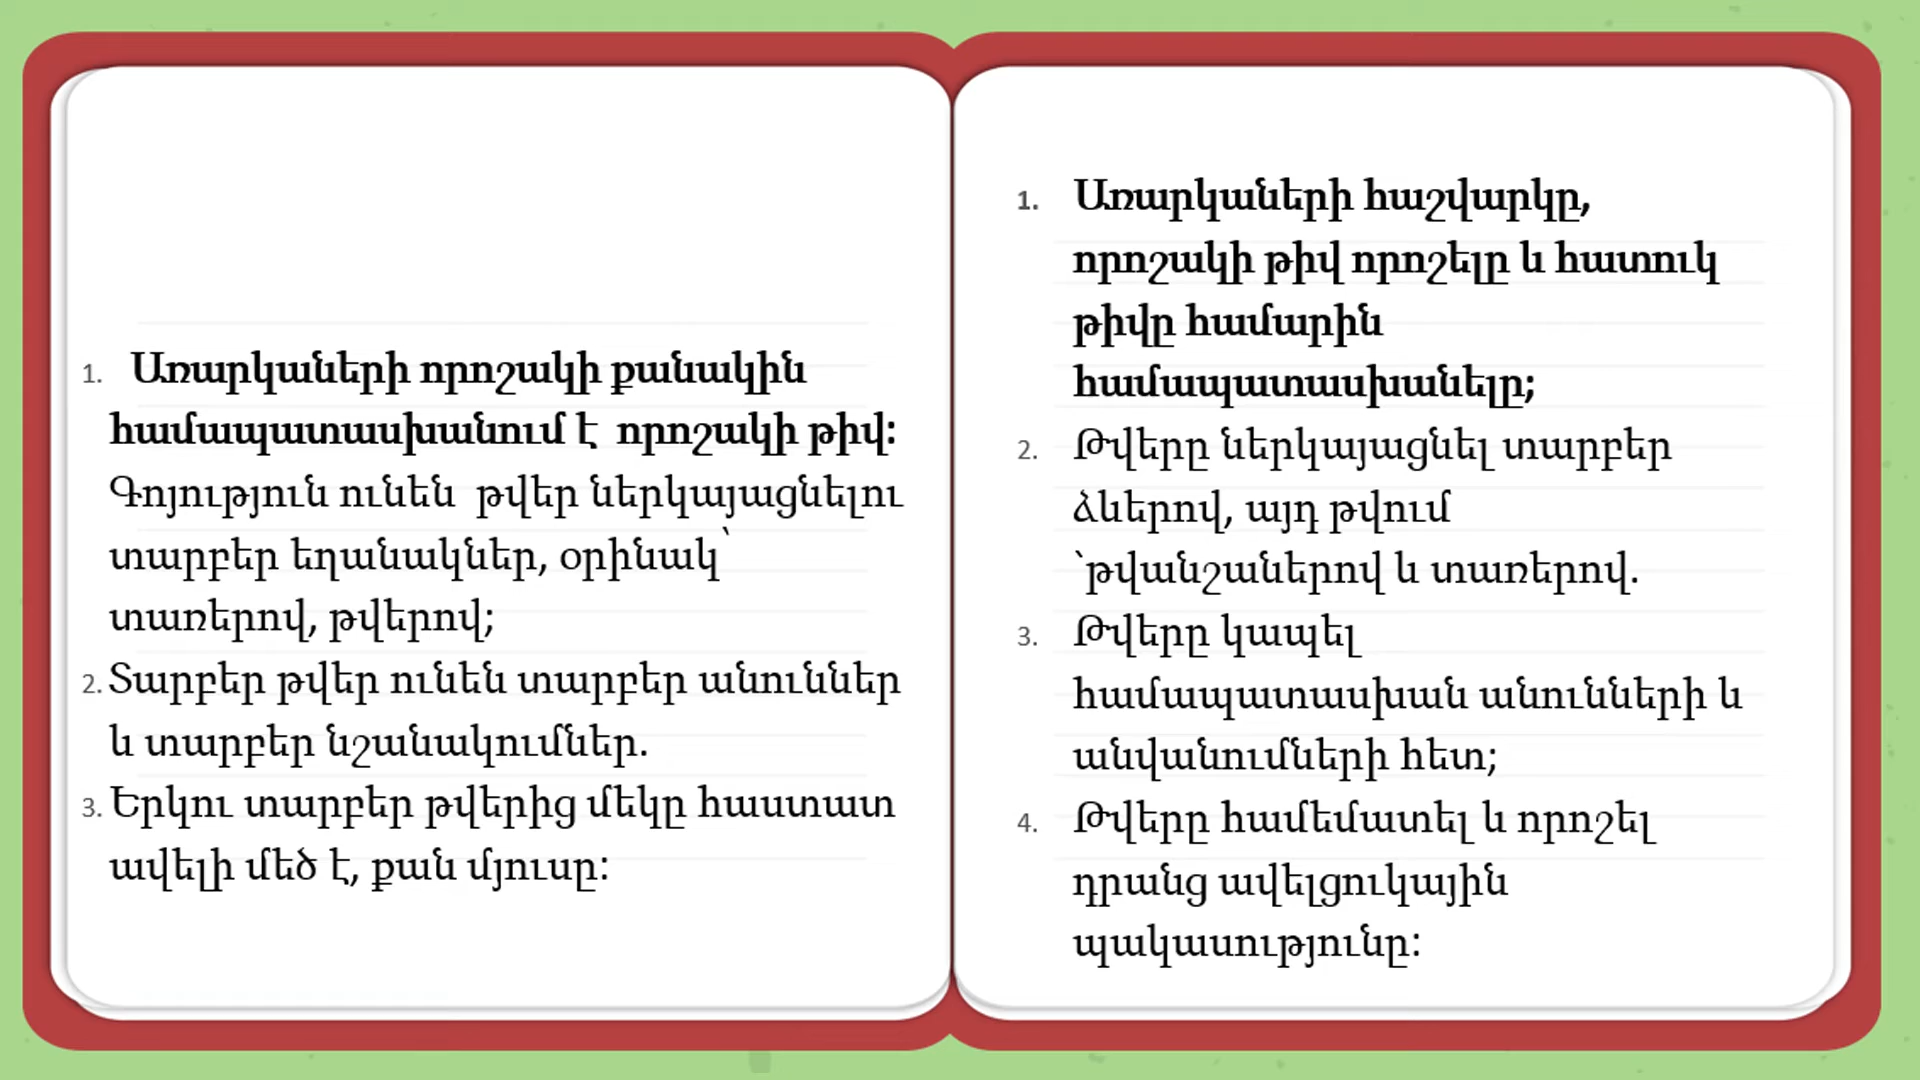 1. Առարկաների որոշակի քանակին
համապատասխանում է որոշակի թիվ:
Գոյություն ունեն թվեր ներկայացնելու
տարբեր եղանակներ, օրինակ՝
տառերով, թվերով;
2. Տարբեր թվեր ունեն տարբեր անուններ
և տարբեր նշանակումներ.
3. Երկու տարբեր թվերից մեկը հաստատ
ավելի մեծ է, քան մյուսը:
1. Առարկաների հաշվարկը,
որոշակի թիվ որոշելը և հատուկ
թիվը համարին
համապատասխանելը;
2. Թվերը ներկայացնել տարբեր
ձևերով, այդ թվում
՝թվանշաներով և տառերով.
3. Թվերը կապել
համապատասխան անունների և
անվանումների հետ;
4. Թվերը համեմատել և որոշել
դրանց ավելցուկային
պակասությունը: